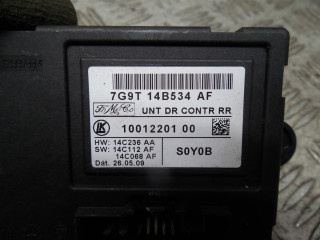 7G9T 14B534 AF
UNT DR CONTR RR
LK
10012201 00
HW: 14C236 AA
SW: 14C112 AF
14C068 AF
Dat. 26.05.09
S0Y0B